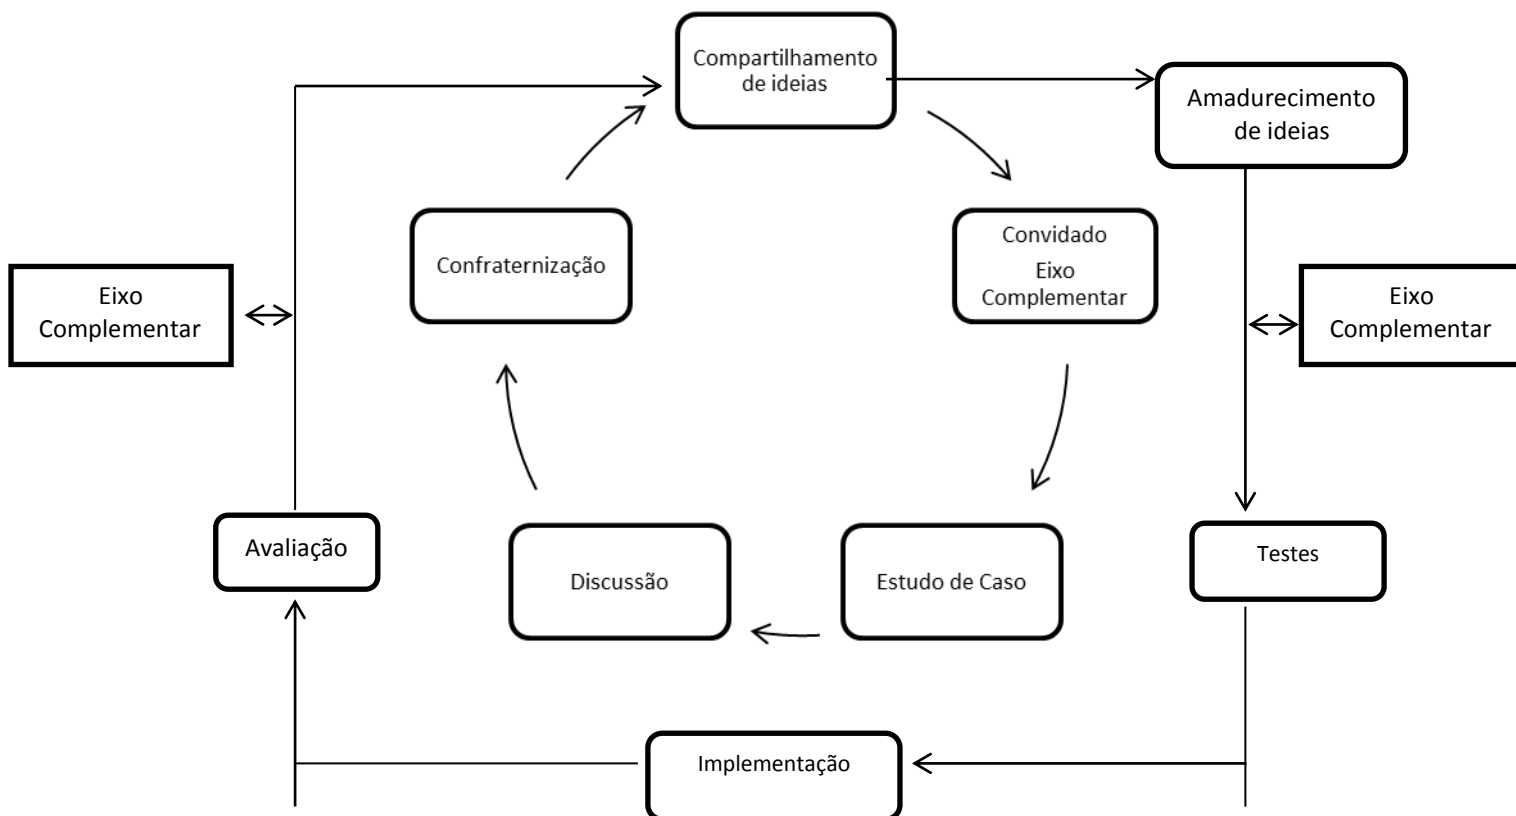 Compartilhamento
de ideias
Amadurecimento
de ideias
Confraternização
Convidado
Eixo
Complementar
Eixo
Complementar
Eixo
Complementar
Avaliação
Discussão
Estudo de Caso
Testes
Implementação